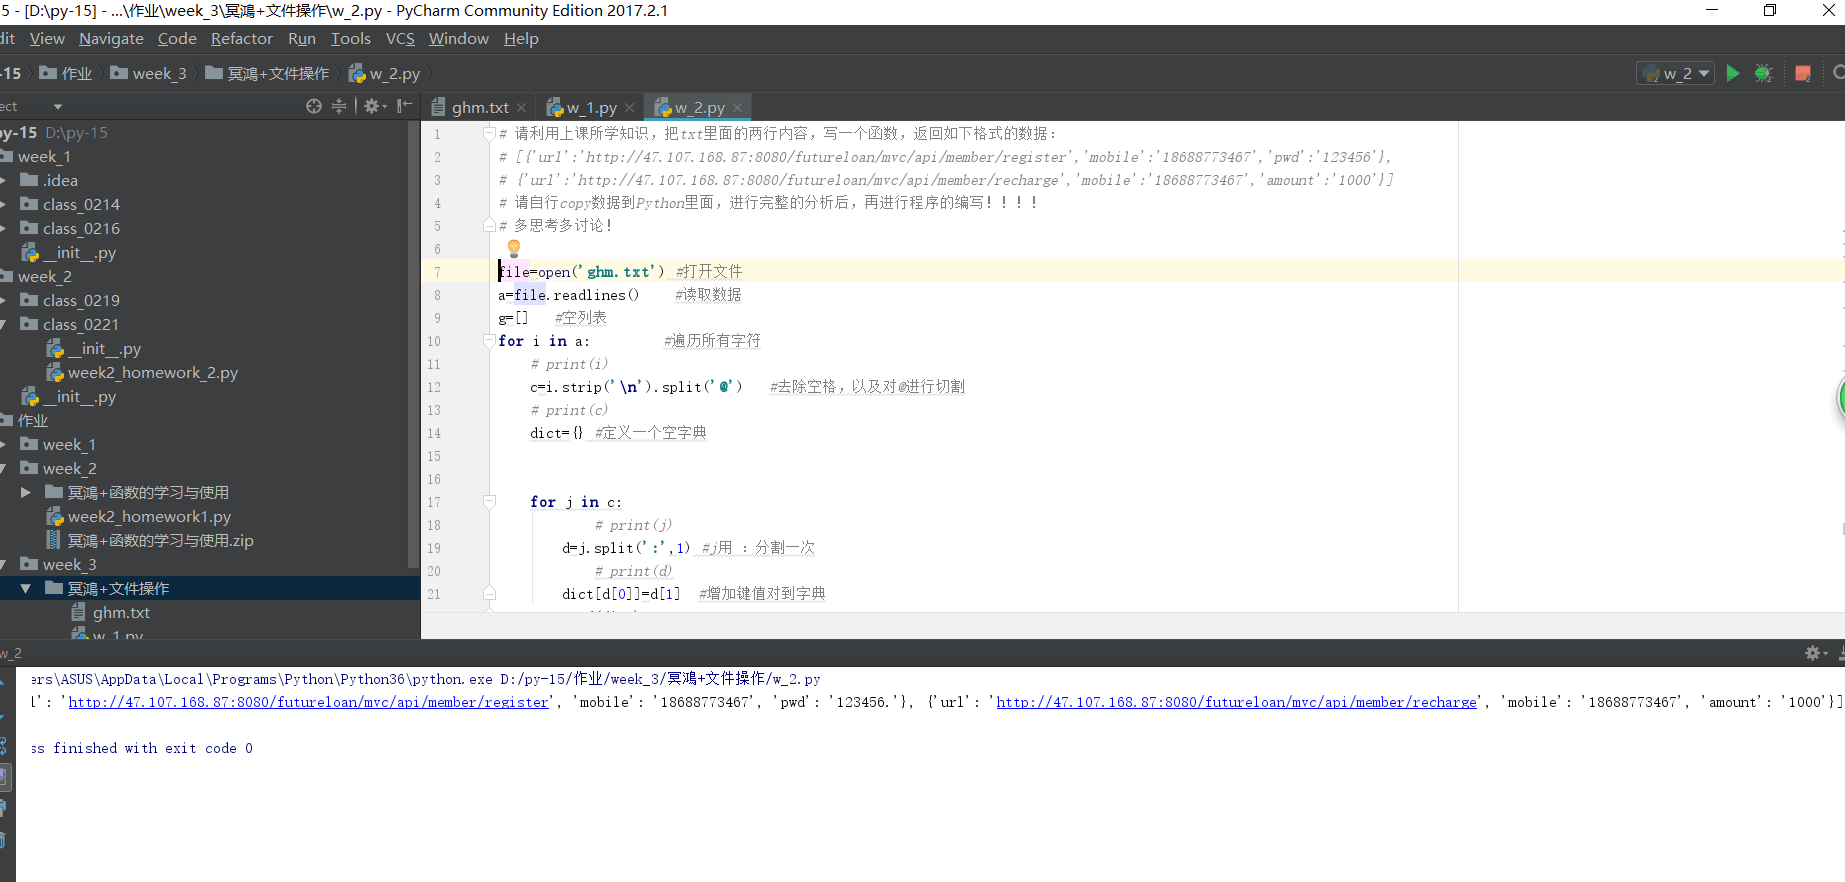 5 - [D:\py-15] - ...\作业\week_3\冥鴻+文件操作\w_2.py - PyCharm Community Edition 2017.2.1
dit View Navigate Code Refactor Run Tools VCS Window Help
-15 作业 week_3 冥鴻+文件操作 w_2.py
w_2
ect
ghm.txt w_1.py w_2.py
py-15 D:\py-15
week_1
.idea
class_0214
class_0216
__init__.py
week_2
class_0219
class_0221
__init__.py
week2_homework_2.py
__init__.py
作业
week_1
week_2
冥鴻+函数的学习与使用
week2_homework1.py
冥鴻+函数的学习与使用.zip
week_3
冥鴻+文件操作
ghm.txt
w_1.py
1 # 请利用上课所学知识，把txt里面的两行内容，写一个函数，返回如下格式的数据：
2 # [{'url':'http://47.107.168.87:8080/futureloan/mvc/api/member/register','mobile':'18688773467','pwd':'123456'},
3 # {'url':'http://47.107.168.87:8080/futureloan/mvc/api/member/recharge','mobile':'18688773467','amount':'1000'}]
4 # 请自行copy数据到Python里面，进行完整的分析后，再进行程序的编写！！！！
5 # 多思考多讨论！
6
7 file=open('ghm.txt') #打开文件
8 a=file.readlines() #读取数据
9 g=[] #空列表
10 for i in a: #遍历所有字符
11 # print(i)
12 c=i.strip('\n').split('@') #去除空格，以及对@进行切割
13 # print(c)
14 dict={} #定义一个空字典
15
16
17 for j in c:
18 # print(j)
19 d=j.split(':',1) #j用 ：分割一次
20 # print(d)
21 dict[d[0]]=d[1] #增加键值对到字典
w_2
ers\ASUS\AppData\Local\Programs\Python\Python36\python.exe D:/py-15/作业/week_3/冥鴻+文件操作/w_2.py
l': 'http://47.107.168.87:8080/futureloan/mvc/api/member/register', 'mobile': '18688773467', 'pwd': '123456.'}, {'url': 'http://47.107.168.87:8080/futureloan/mvc/api/member/recharge', 'mobile': '18688773467', 'amount': '1000'}]
ss finished with exit code 0